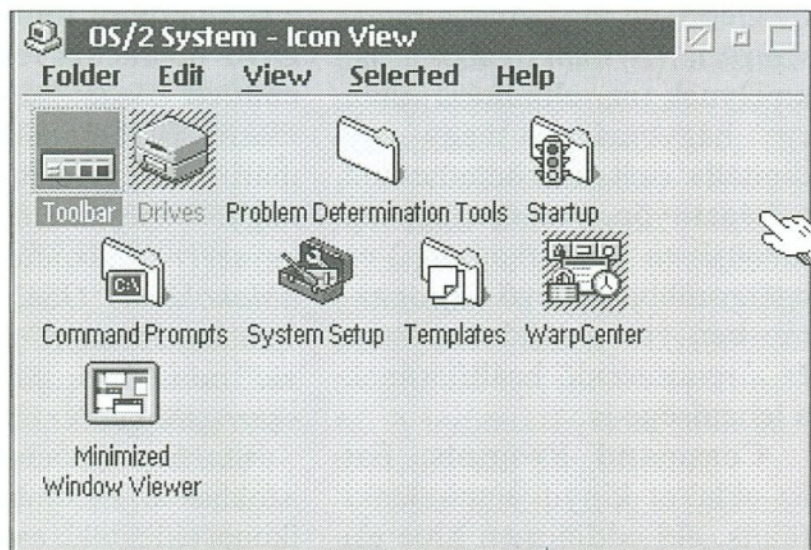 OS/2 System - Icon View
Folder Edit View Selected Help
Toolbar Drives Problem Determination Tools Startup
C:\
Command Prompts System Setup Templates WarpCenter
Minimized
Window Viewer